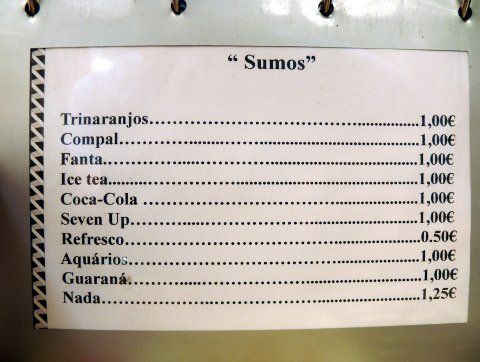 “ Sumos”
Trinaranjos................................................1,00€
Compal......................................................1,00€
Fanta.........................................................1,00€
Ice tea........................................................1,00€
Coca-Cola ..................................................1,00€
Seven Up....................................................1,00€
Refresco.....................................................0.50€
Aquários.....................................................1,00€
Guaraná......................................................1,00€
Nada...........................................................1,25€